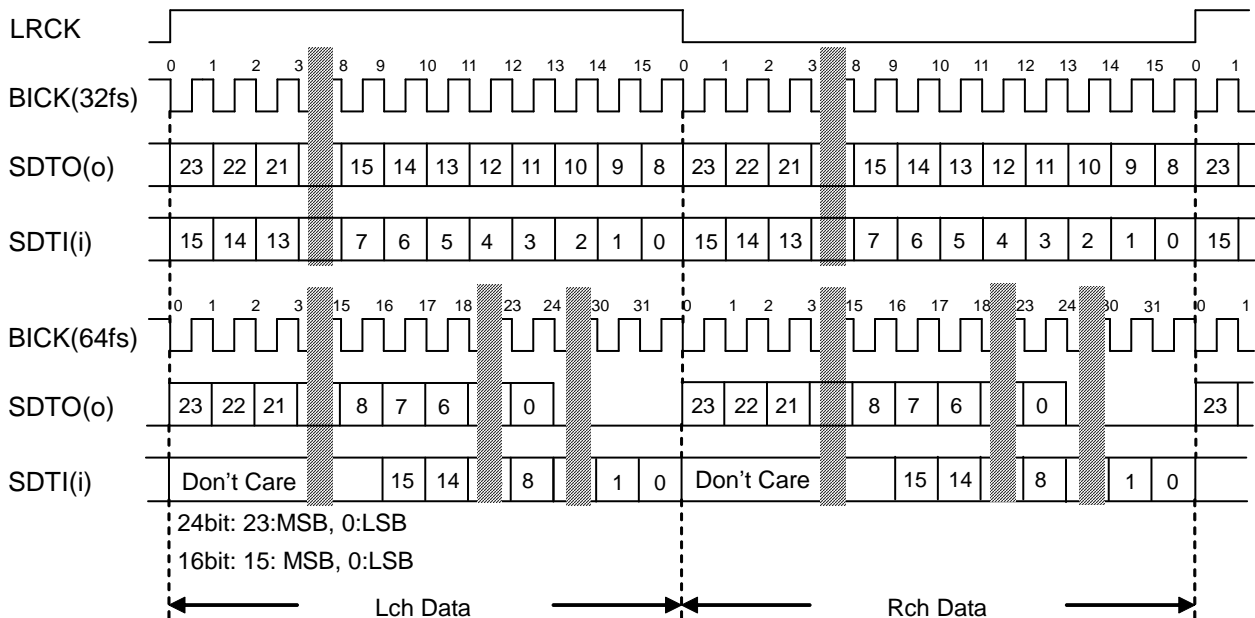 LRCK
0 1 2 3 8 9 10 11 12 13 14 15 0 1 2 3 8 9 10 11 12 13 14 15 0 1
BICK(32fs)
SDTO(o) 23 22 21 15 14 13 12 11 10 9 8 23 22 21 15 14 13 12 11 10 9 8 23
SDTI(i) 15 14 13 7 6 5 4 3 2 1 0 15 14 13 7 6 5 4 3 2 1 0 15
0 1 2 3 15 16 17 18 23 24 30 31 0 1 2 3 15 16 17 18 23 24 30 31 0 1
BICK(64fs)
SDTO(o) 23 22 21 8 7 6 0 23 22 21 8 7 6 0 23
SDTI(i) Don't Care 15 14 8 1 0 Don't Care 15 14 8 1 0
24bit: 23:MSB, 0:LSB
16bit: 15: MSB, 0:LSB
Lch Data Rch Data